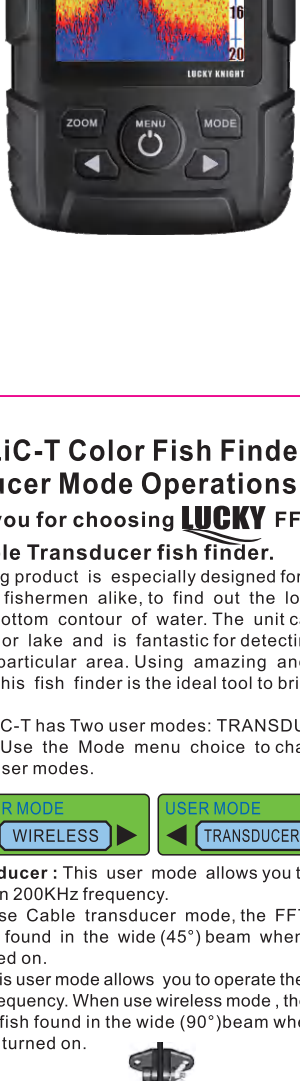 16
20
LUCKY KNIGHT
ZOOM
MENU
MODE
iC-T Color Fish Finde
ucer Mode Operations
you for choosing LUCKY FF
le Transducer fish finder.
g product is especially designed for
fishermen alike, to find out the lo
ottom contour of water. The unit ca
or lake and is fantastic for detectin
particular area. Using amazing and
his fish finder is the ideal tool to bri
C-T has Two user modes: TRANSDU
Use the Mode menu choice to cha
ser modes.
R MODE
USER MODE
WIRELESS
TRANSDUCER
ducer : This user mode allows you t
n 200KHz frequency.
se Cable transducer mode, the FF
found in the wide (45°) beam when
ed on.
is user mode allows you to operate the
equency. When use wireless mode , the
fish found in the wide (90°)beam whe
turned on.